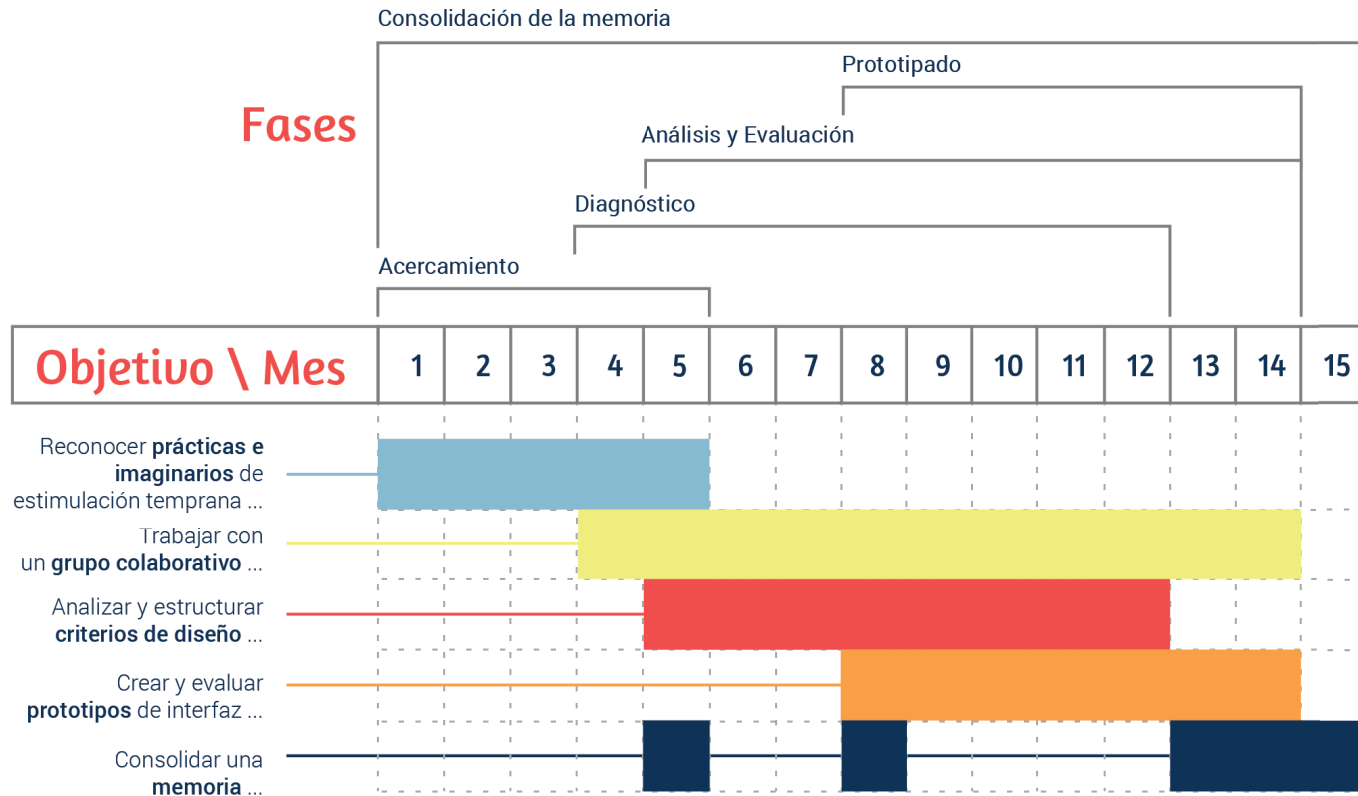 Consolidación de la memoria
Prototipado
Fases
Análisis y Evaluación
Diagnóstico
Acercamiento
Objetivo \ Mes 1 2 3 4 5 6 7 8 9 10 11 12 13 14 15
Reconocer prácticas e
imaginarios de
estimulación temprana ...
Trabajar con
un grupo colaborativo ...
Analizar y estructurar
criterios de diseño ...
Crear y evaluar
prototipos de interfaz ...
Consolidar una
memoria ...